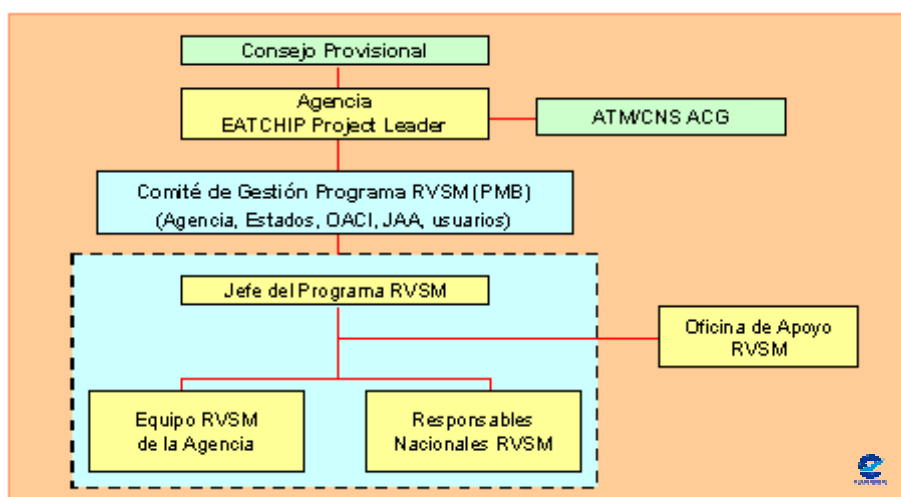 Consejo Provisional
Agencia
EATCHIP Project Leader
ATM/CNS ACG
Comité de Gestión Programa RVSM (PMB)
(Agencia, Estados, OACI, JAA, usuarios)
Jefe del Programa RVSM
Oficina de Apoyo
RVSM
Equipo RVSM
de la Agencia
Responsables
Nacionales RVSM